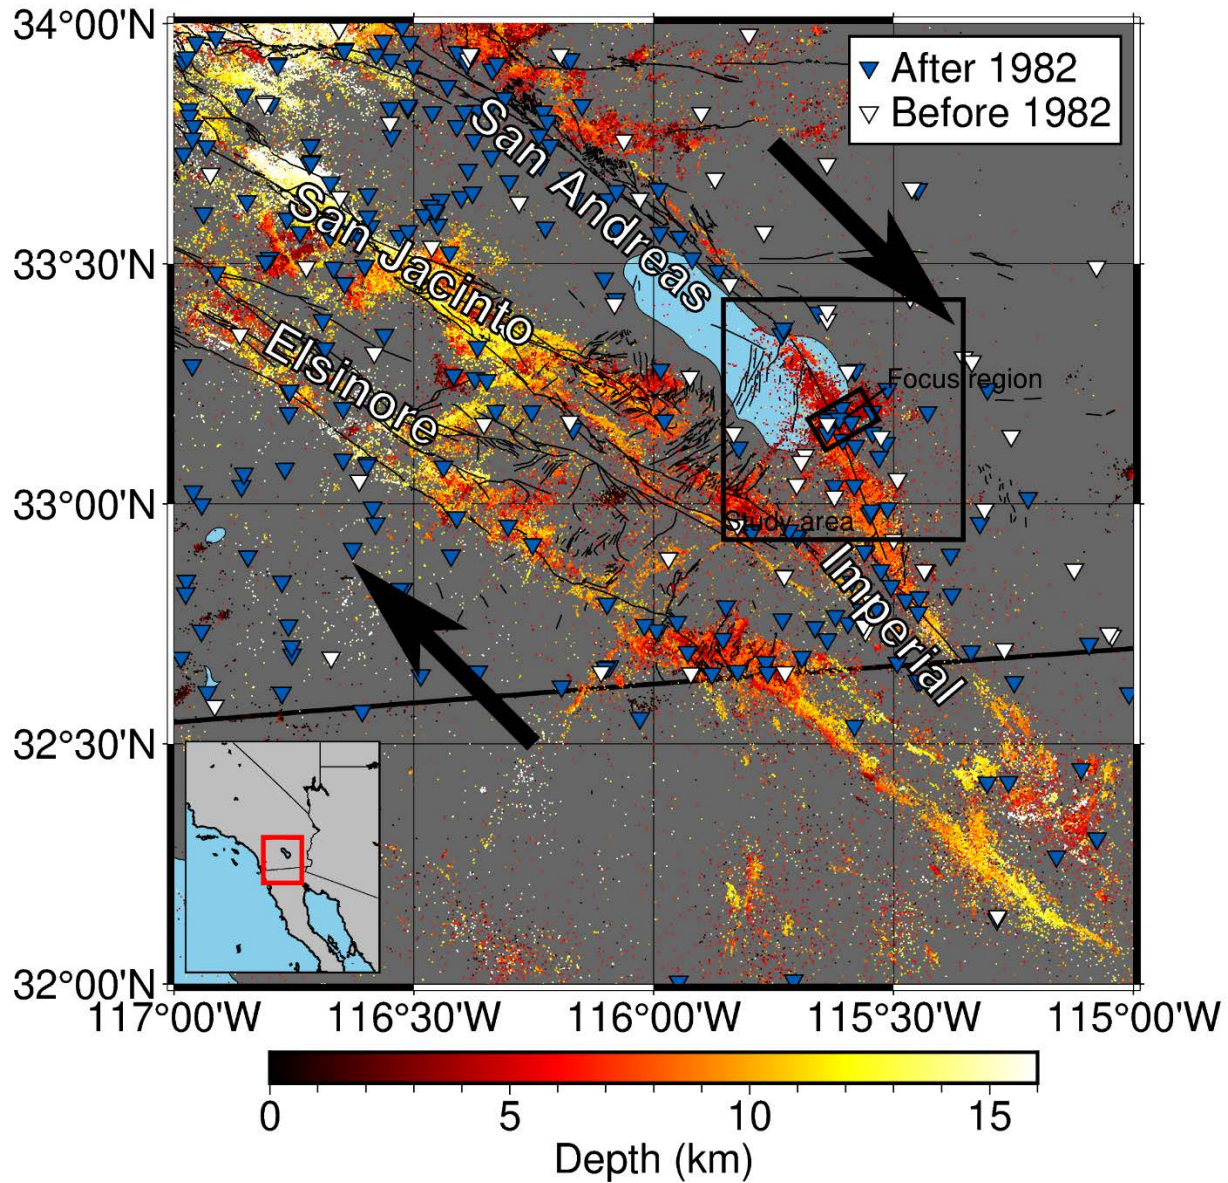 34°00'N
After 1982
Before 1982
San Andreas
San Jacinto
33°30'N
Elsinore
Focus region
33°00'N
Study area
Imperial
32°30'N
32°00'N
117°00'W
116°30'W
116°00'W
115°30'W
115°00'W
0
5
10
15
Depth (km)